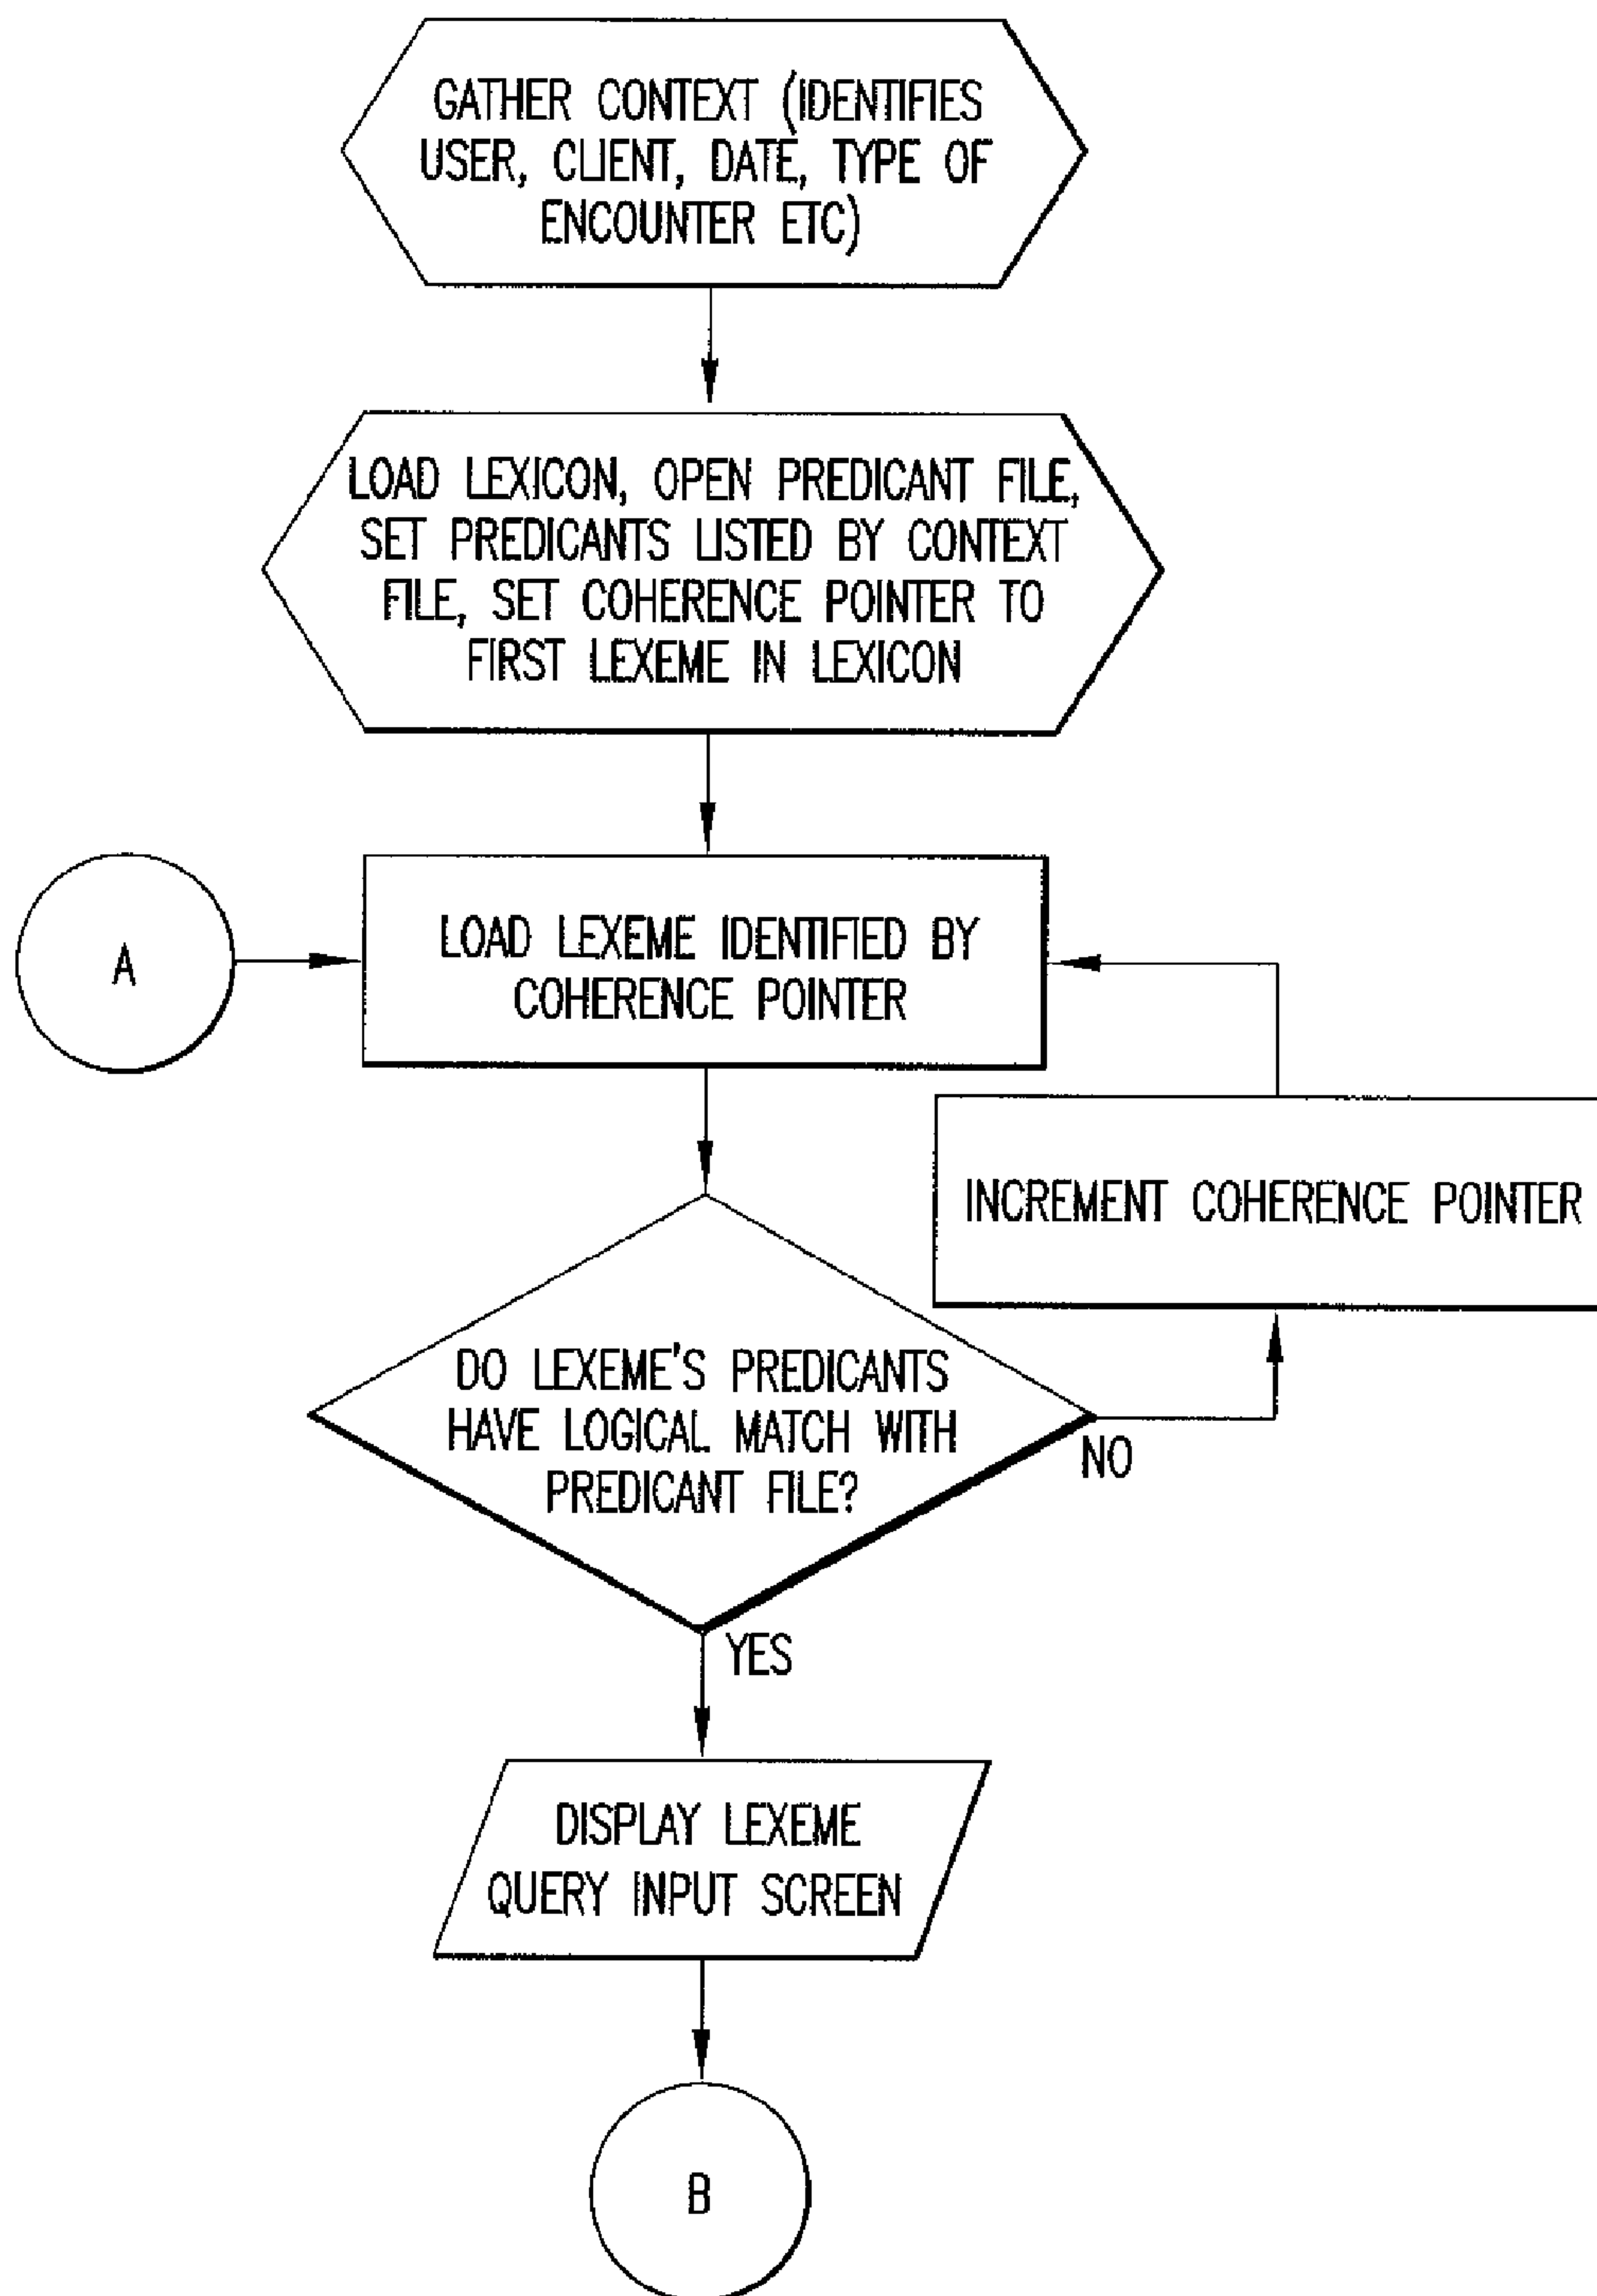 GATHER CONTEXT (IDENTIFIES
USER, CLIENT, DATE, TYPE OF
ENCOUNTER ETC)
LOAD LEXICON, OPEN PREDICANT FILE,
SET PREDICANTS LISTED BY CONTEXT
FILE, SET COHERENCE POINTER TO
FIRST LEXEME IN LEXICON
A
LOAD LEXEME IDENTIFIED BY
COHERENCE POINTER
INCREMENT COHERENCE POINTER
DO LEXEME'S PREDICANTS
HAVE LOGICAL MATCH WITH
PREDICANT FILE?
NO
YES
DISPLAY LEXEME
QUERY INPUT SCREEN
B